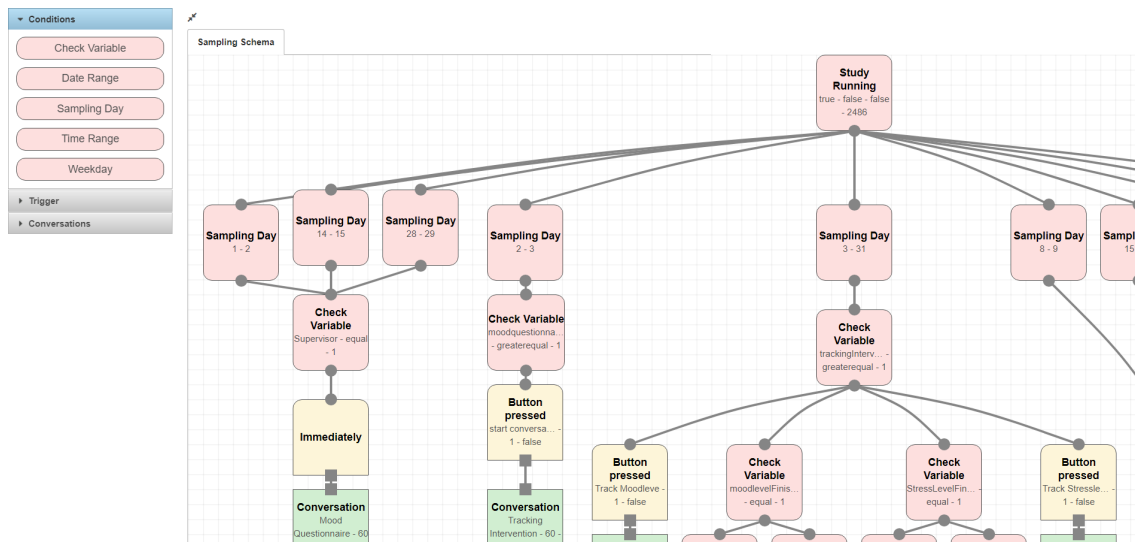 Conditions
Check Variable
Date Range
Sampling Day
Time Range
Weekday
Trigger
Conversations
Sampling Schema
Study
Running
true - false - false
- 2486
Sampling Day
1 - 2
Sampling Day
14 - 15
Sampling Day
28 - 29
Sampling Day
2 - 3
Sampling Day
3 - 31
Sampling Day
8 - 9
Sampl
15
Check
Variable
Supervisor - equal
- 1
Check Variable
moodquestionna...
- greaterequal - 1
Check
Variable
trackingInterv... -
greaterequal - 1
Immediately
Button
pressed
start conversa... -
1 - false
Button
pressed
Track Moodleve -
1 - false
Check
Variable
moodlevelFinis...
- equal - 1
Check
Variable
StressLevelFin... -
equal - 1
Button
pressed
Track Stressle... -
1 - false
Conversation
Mood
Questionnaire - 60
Conversation
Tracking
Intervention - 60 -